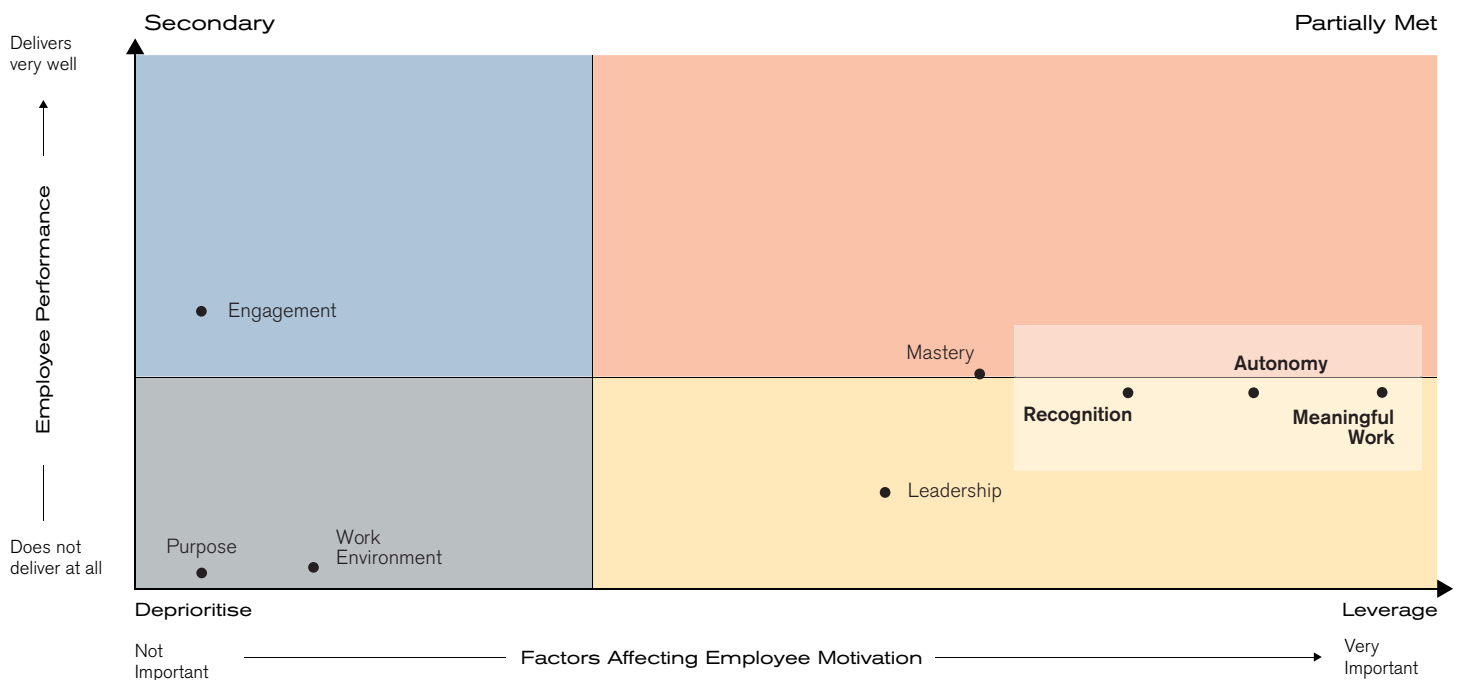 Secondary
Partially Met
Delivers
very well
Employee Performance
Engagement
Mastery
Autonomy
Recognition
Meaningful
Work
Leadership
Purpose
Work
Environment
Does not
deliver at all
Deprioritise
Leverage
Not
Important
Factors Affecting Employee Motivation
Very
Important